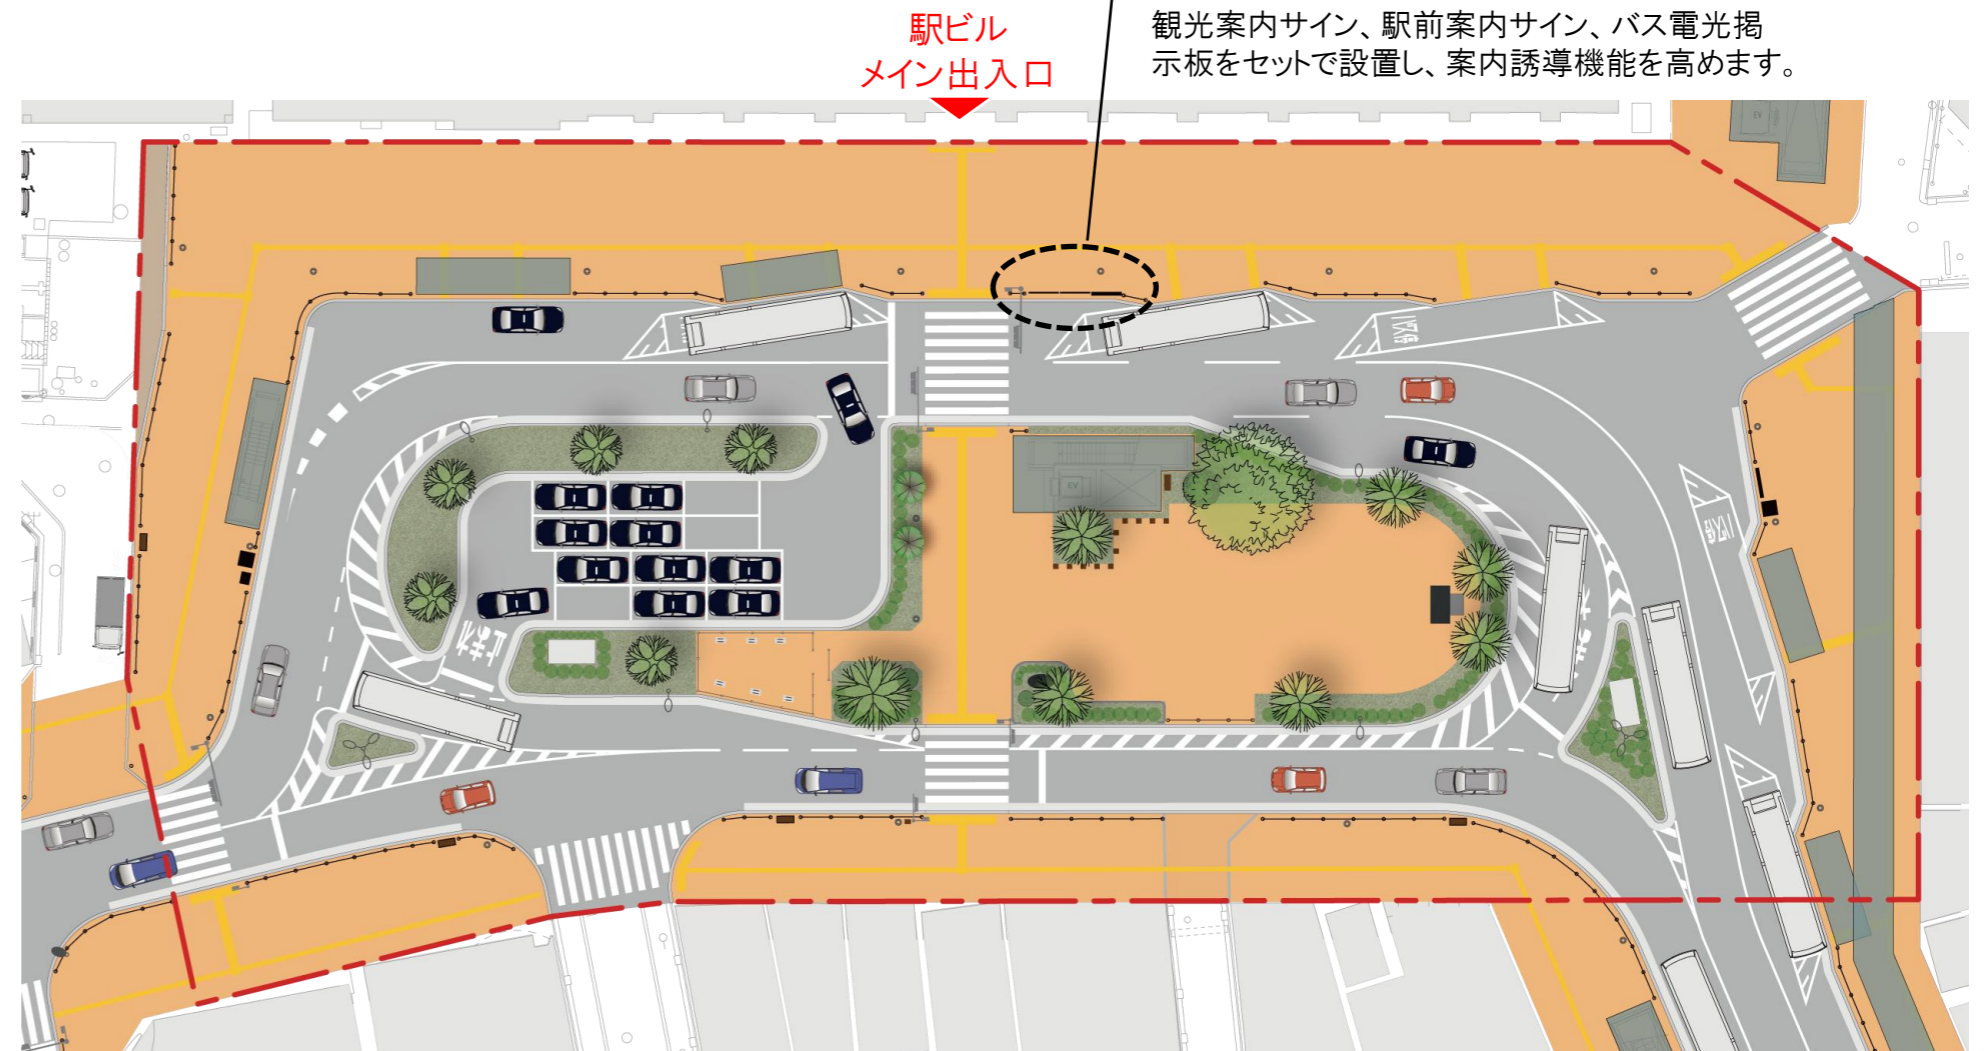 駅ビル
メイン出入口
観光案内サイン、駅前案内サイン、バス電光掲
示板をセットで設置し、案内誘導機能を高めます。
EV
EV